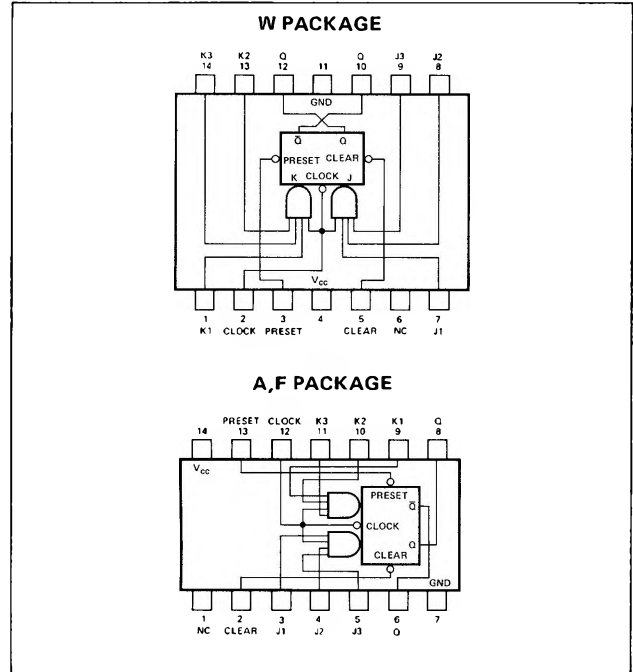 W PACKAGE
K3 K2 Q Q J3 J2
14 13 12 11 10 9 8
GND
Q̅ Q
PRESET CLEAR
K CLOCK J
Vcc
1 2 3 4 5 6 7
K1 CLOCK PRESET CLEAR NC J1
A,F PACKAGE
PRESET CLOCK K3 K2 K1 Q
14 13 12 11 10 9 8
Vcc
PRESET
Q̅
CLOCK
Q
CLEAR
GND
1 2 3 4 5 6 7
NC CLEAR J1 J2 J3 Q